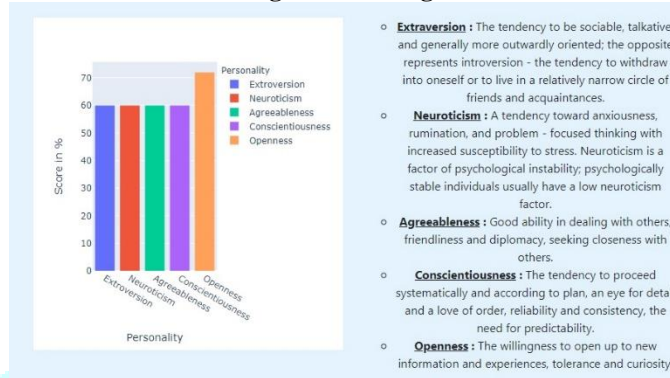 Personality
Extroversion
Neuroticism
Agreeableness
Conscientiousness
Openness
70
60
50
40
30
20
10
0
Score in %
Extroversion
Neuroticism
Agreeableness
Conscientiousness
Openness
Personality
Extraversion : The tendency to be sociable, talkative
and generally more outwardly oriented; the opposite
represents introversion - the tendency to withdraw
into oneself or to live in a relatively narrow circle of
friends and acquaintances.
Neuroticism : A tendency toward anxiousness,
rumination, and problem - focused thinking with
increased susceptibility to stress. Neuroticism is a
factor of psychological instability; psychologically
stable individuals usually have a low neuroticism
factor.
Agreeableness : Good ability in dealing with others,
friendliness and diplomacy, seeking closeness with
others.
Conscientiousness : The tendency to proceed
systematically and according to plan, an eye for detai
and a love of order, reliability and consistency, the
need for predictability.
Openness : The willingness to open up to new
information and experiences, tolerance and curiosity